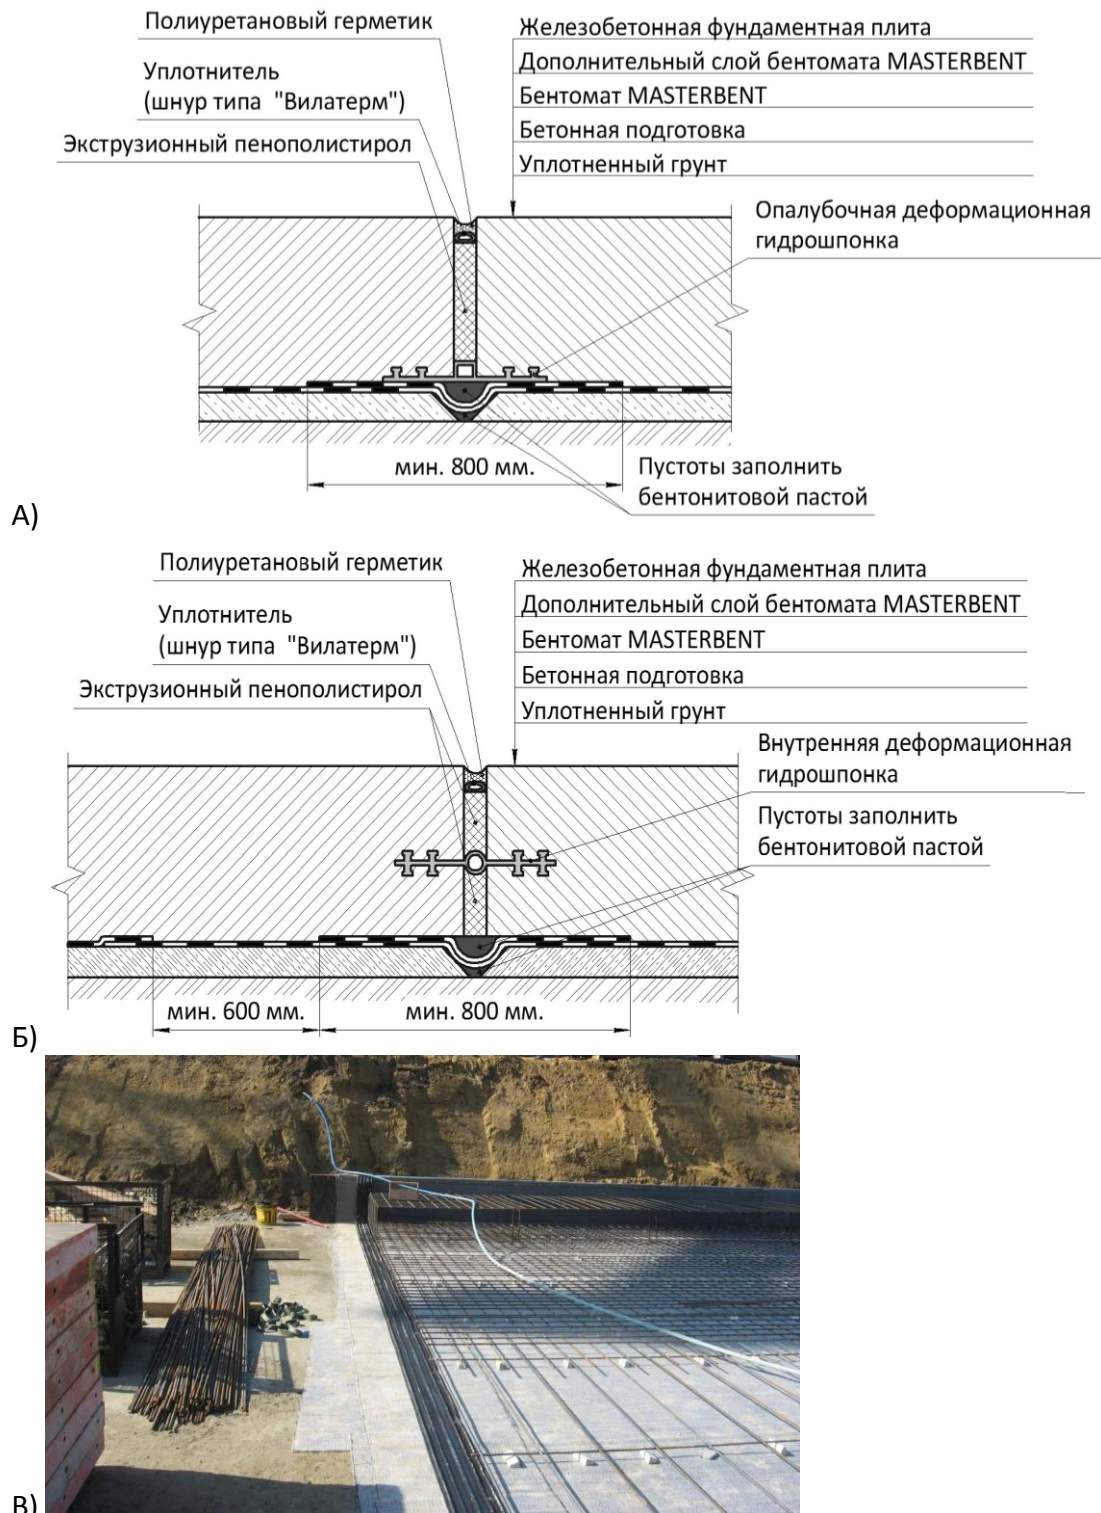 Полиуретановый герметик
Уплотнитель
(шнур типа "Вилатерм")
Экструзионный пенополистирол
Железобетонная фундаментная плита
Дополнительный слой бентомата MASTERBENT
Бентомат MASTERBENT
Бетонная подготовка
Уплотненный грунт
Опалубочная деформационная
гидрошпонка
мин. 800 мм.
Пустоты заполнить
бентонитовой пастой
А)
Полиуретановый герметик
Уплотнитель
(шнур типа "Вилатерм")
Экструзионный пенополистирол
Железобетонная фундаментная плита
Дополнительный слой бентомата MASTERBENT
Бентомат MASTERBENT
Бетонная подготовка
Уплотненный грунт
Внутренняя деформационная
гидрошпонка
Пустоты заполнить
бентонитовой пастой
мин. 600 мм.
мин. 800 мм.
Б)
В)